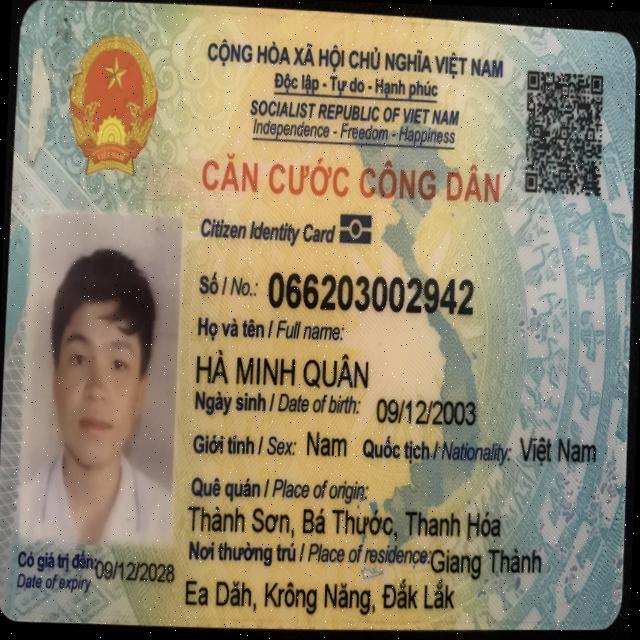 CỘNG HÒA XÃ HỘI CHỦ NGHĨA VIỆT NAM
Độc lập - Tự do - Hạnh phúc
SOCIALIST REPUBLIC OF VIET NAM
Independence - Freedom - Happiness
CĂN CƯỚC CÔNG DÂN
Citizen Identity Card
Số / No.: 066203002942
Họ và tên / Full name:
HÀ MINH QUÂN
Ngày sinh / Date of birth: 09/12/2003
Giới tính / Sex: Nam Quốc tịch / Nationality: Việt Nam
Quê quán / Place of origin:
Thành Sơn, Bá Thước, Thanh Hóa
Nơi thường trú / Place of residence: Giang Thành
Ea Dăh, Krông Năng, Đắk Lắk
Có giá trị đến: 09/12/2028
Date of expiry